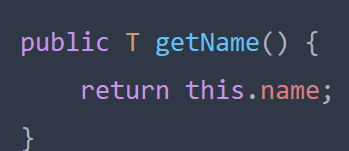 public T getName() {
    return this.name;
}